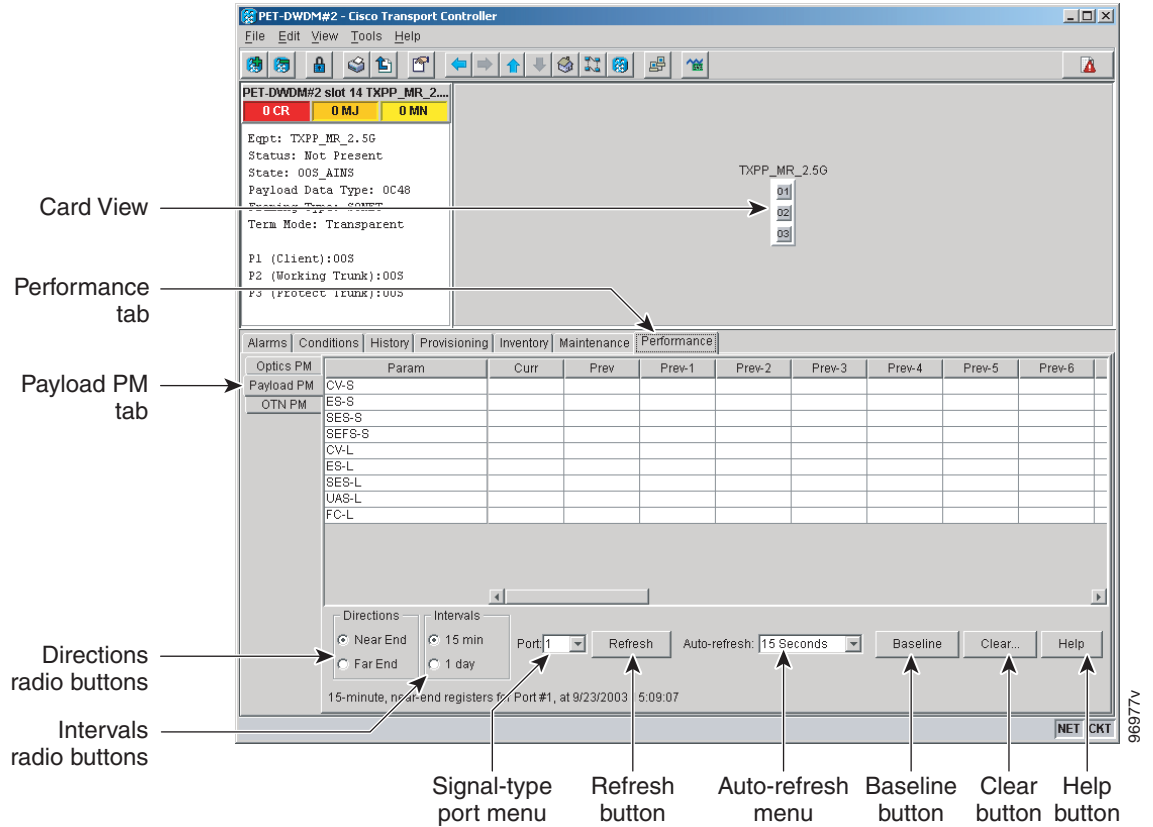 PET-DWDM#2 - Cisco Transport Controller
File Edit View Tools Help
PET-DWDM#2 slot 14 TXPP_MR_2....
0 CR 0 MJ 0 MN
Eqpt: TXPP_MR_2.5G
Status: Not Present
State: OOS_AINS
Payload Data Type: OC48
Framing Type: SONET
Term Mode: Transparent
P1 (Client):OOS
P2 (Working Trunk):OOS
P3 (Protect Trunk):OOS
TXPP_MR_2.5G
01
02
03
Card View
Performance
tab
Payload PM
tab
Alarms Conditions History Provisioning Inventory Maintenance Performance
Optics PM
Payload PM
OTN PM
Param Curr Prev Prev-1 Prev-2 Prev-3 Prev-4 Prev-5 Prev-6
CV-S
ES-S
SES-S
SEFS-S
CV-L
ES-L
SES-L
UAS-L
FC-L
Directions Intervals
Near End 15 min
Far End 1 day
Port: 1 Refresh Auto-refresh: 15 Seconds Baseline Clear... Help
15-minute, near-end registers for Port #1, at 9/23/2003 5:09:07
NET CKT
Directions
radio buttons
Intervals
radio buttons
Signal-type
port menu
Refresh
button
Auto-refresh
menu
Baseline
button
Clear
button
Help
button
96977v